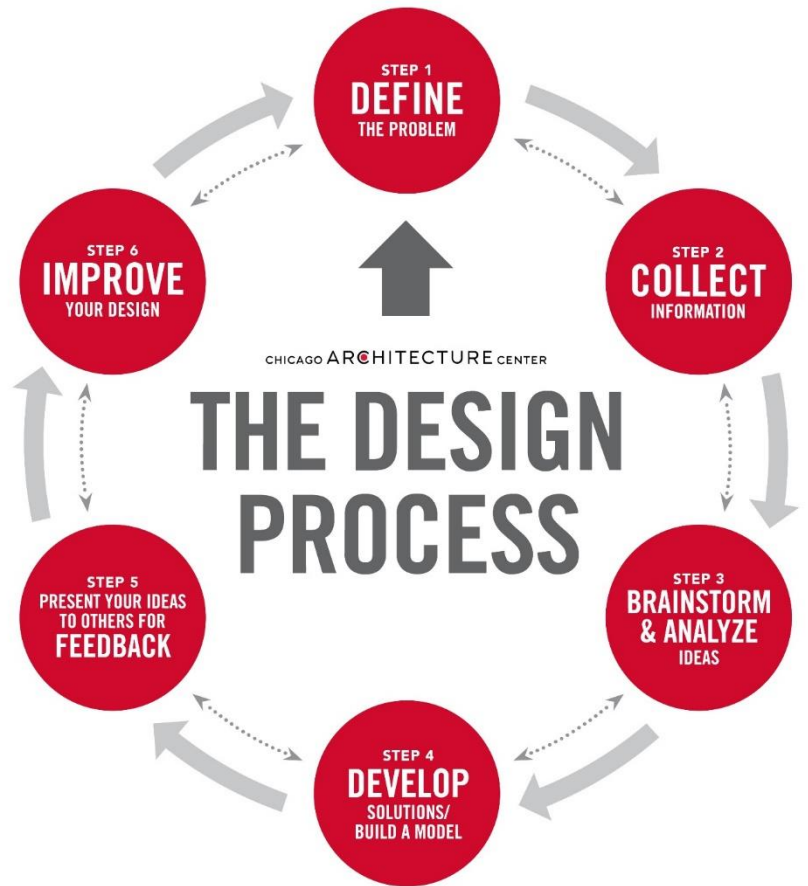 STEP 1
DEFINE
THE PROBLEM
STEP 2
COLLECT
INFORMATION
STEP 3
BRAINSTORM
& ANALYZE
IDEAS
STEP 4
DEVELOP
SOLUTIONS/
BUILD A MODEL
STEP 5
PRESENT YOUR IDEAS
TO OTHERS FOR
FEEDBACK
STEP 6
IMPROVE
YOUR DESIGN
CHICAGO ARCHITECTURE CENTER
THE DESIGN
PROCESS